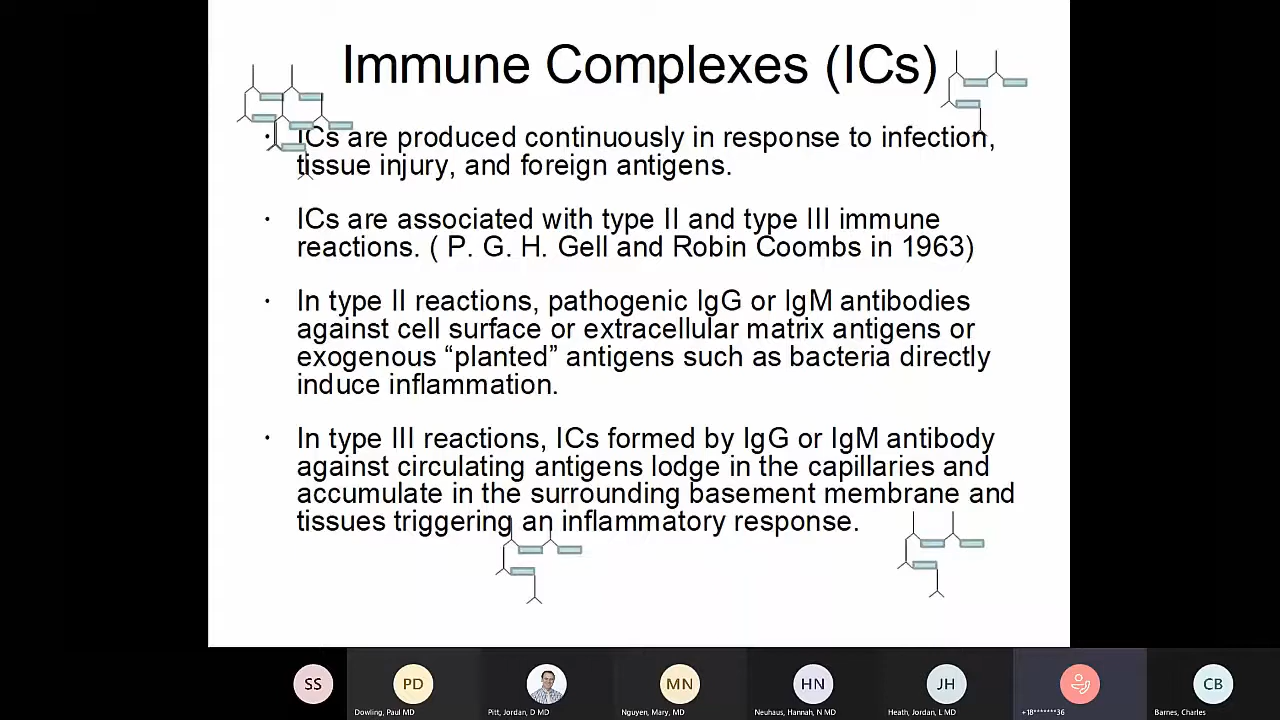 Immune Complexes (ICs)
• ICs are produced continuously in response to infection,
tissue injury, and foreign antigens.
• ICs are associated with type II and type III immune
reactions. ( P. G. H. Gell and Robin Coombs in 1963)
• In type II reactions, pathogenic IgG or IgM antibodies
against cell surface or extracellular matrix antigens or
exogenous “planted” antigens such as bacteria directly
induce inflammation.
• In type III reactions, ICs formed by IgG or IgM antibody
against circulating antigens lodge in the capillaries and
accumulate in the surrounding basement membrane and
tissues triggering an inflammatory response.
SS PD MN HN JH CB
Dowling, Paul MD Pitt, Jordan, D MD Nguyen, Mary, MD Neuhaus, Hannah, N MD Heath, Jordan, L MD +18******36 Barnes, Charles